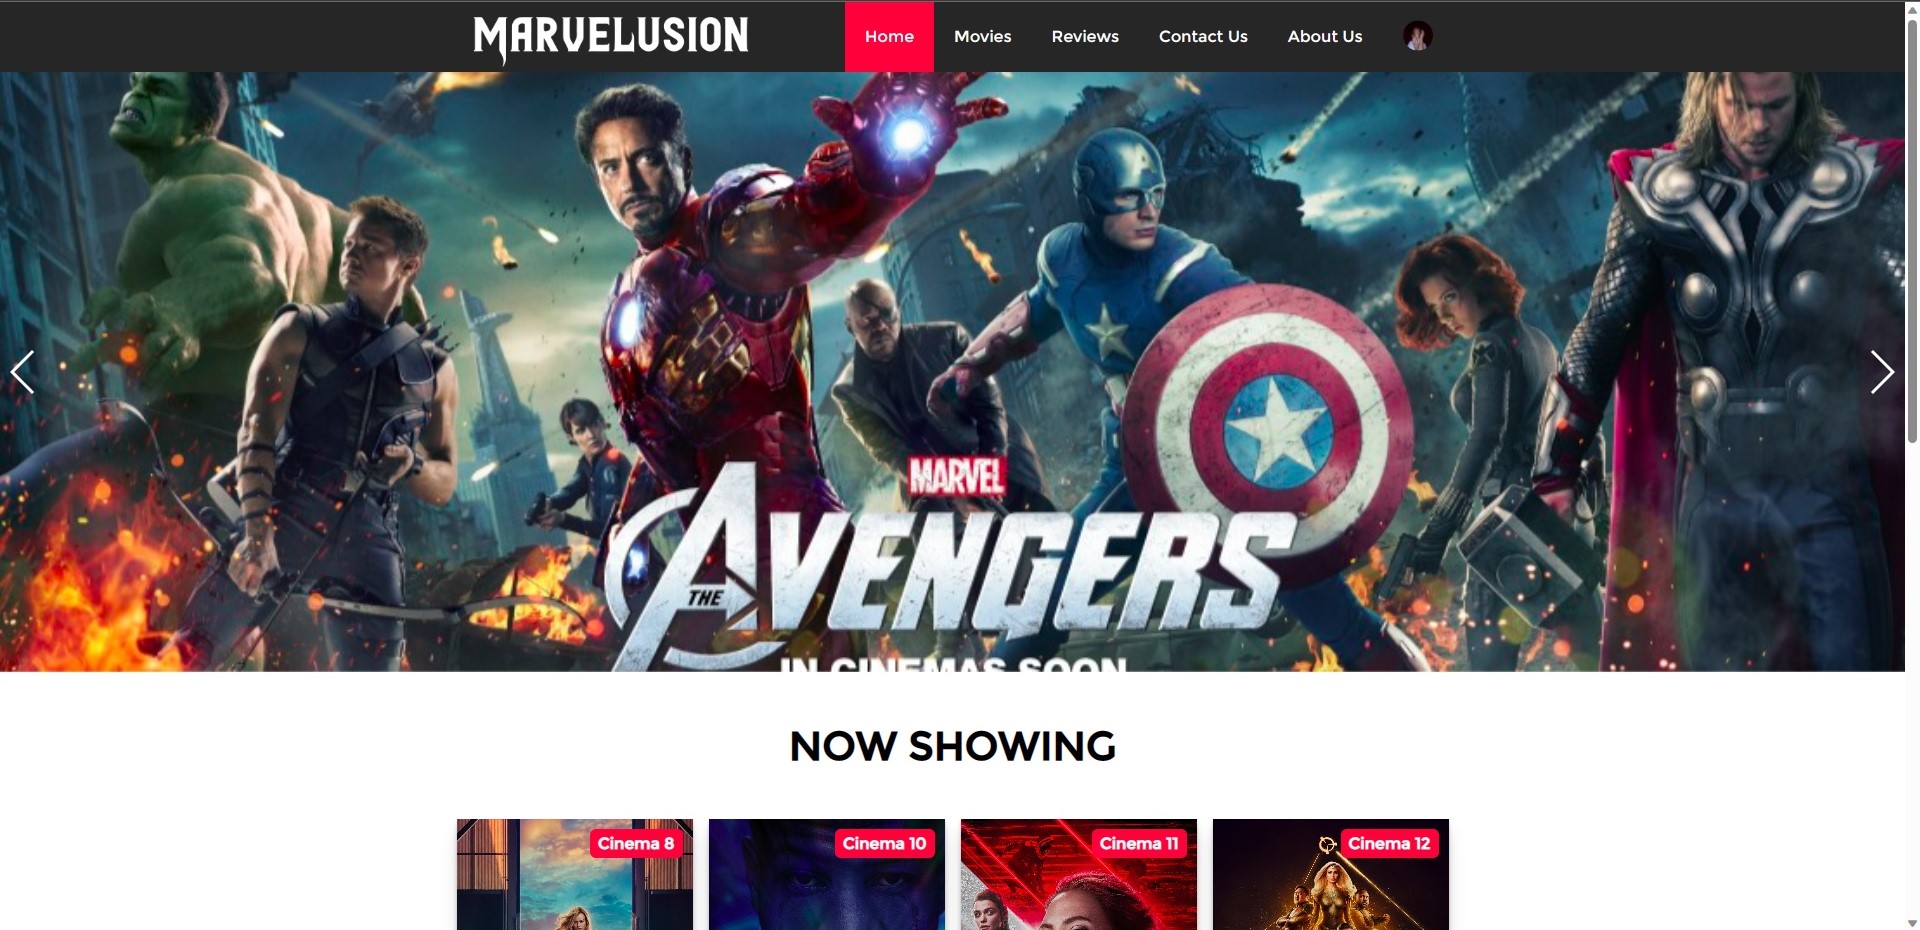 MARVELUSION
Home Movies Reviews Contact Us About Us
MARVEL
THE AVENGERS
IN CINEMAS SOON
NOW SHOWING
Cinema 8 Cinema 10 Cinema 11 Cinema 12